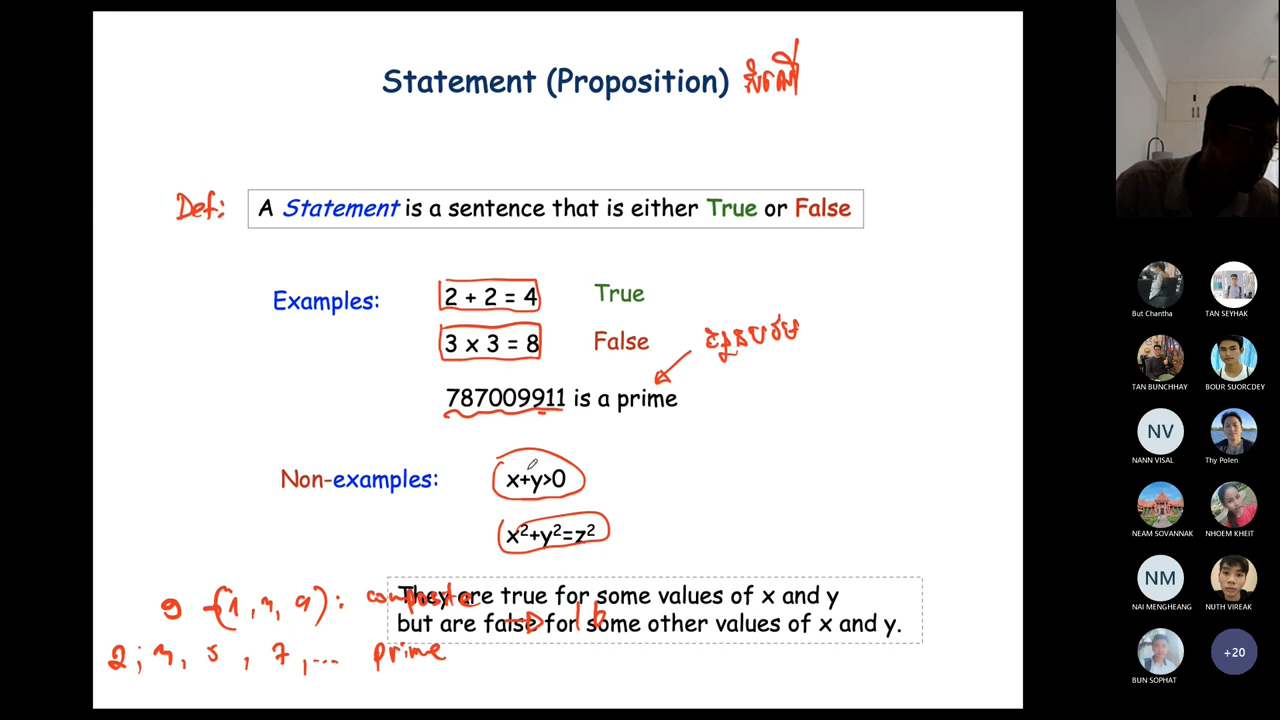 Statement (Proposition) សំណើ
Def: A Statement is a sentence that is either True or False
Examples: 2 + 2 = 4 True
3 x 3 = 8 False
787009911 is a prime
Non-examples: x+y>0
x²+y²=z²
They are true for some values of x and y
but are false for some other values of x and y.
9 {1, 3, 9}: composite
2; 3, 5, 7, ... prime
But Chantha
TAN SEYHAK
TAN BUNCHHAY
BOUR SUORCDEY
NV
NANN VISAL
Thy Polen
NEAM SOVANNAK
NHOEM KHEIT
NM
NAI MENGHEANG
NUTH VIREAK
BUN SOPHAT
+20